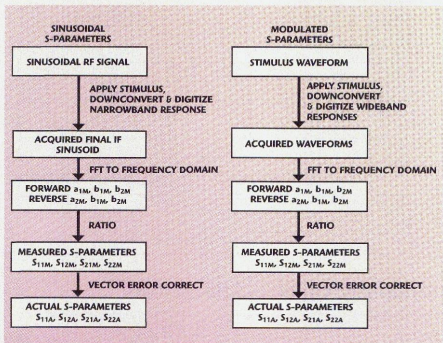 SINUSOIDAL
S-PARAMETERS
SINUSOIDAL RF SIGNAL
APPLY STIMULUS,
DOWNCONVERT & DIGITIZE
NARROWBAND RESPONSE
ACQUIRED FINAL IF
SINUSOID
FFT TO FREQUENCY DOMAIN
FORWARD a1M, b1M, b2M
REVERSE a2M, b1M, b2M
RATIO
MEASURED S-PARAMETERS
S11M, S12M, S21M, S22M
VECTOR ERROR CORRECT
ACTUAL S-PARAMETERS
S11A, S12A, S21A, S22A
MODULATED
S-PARAMETERS
STIMULUS WAVEFORM
APPLY STIMULUS,
DOWNCONVERT
& DIGITIZE WIDEBAND
RESPONSES
ACQUIRED WAVEFORMS
FFT TO FREQUENCY DOMAIN
FORWARD a1M, b1M, b2M
REVERSE a2M, b1M, b2M
RATIO
MEASURED S-PARAMETERS
S11M, S12M, S21M, S22M
VECTOR ERROR CORRECT
ACTUAL S-PARAMETERS
S11A, S12A, S21A, S22A